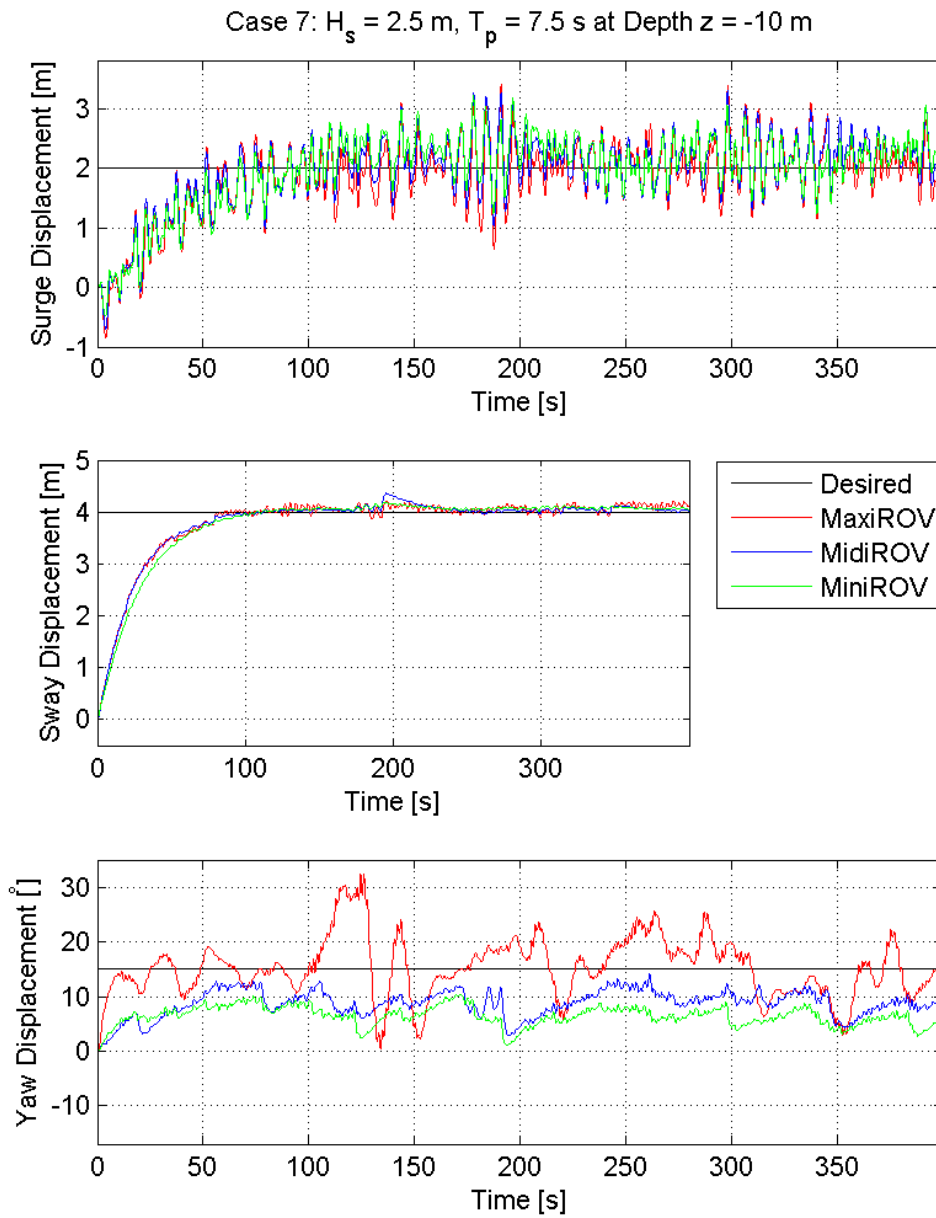 Case 7: H_s = 2.5 m, T_p = 7.5 s at Depth z = -10 m
Surge Displacement [m]
3
2
1
0
-1
0 50 100 150 200 250 300 350
Time [s]
Sway Displacement [m]
5
4
3
2
1
0
0 100 200 300
Time [s]
Desired
MaxiROV
MidiROV
MiniROV
Yaw Displacement [°]
30
20
10
0
-10
0 50 100 150 200 250 300 350
Time [s]